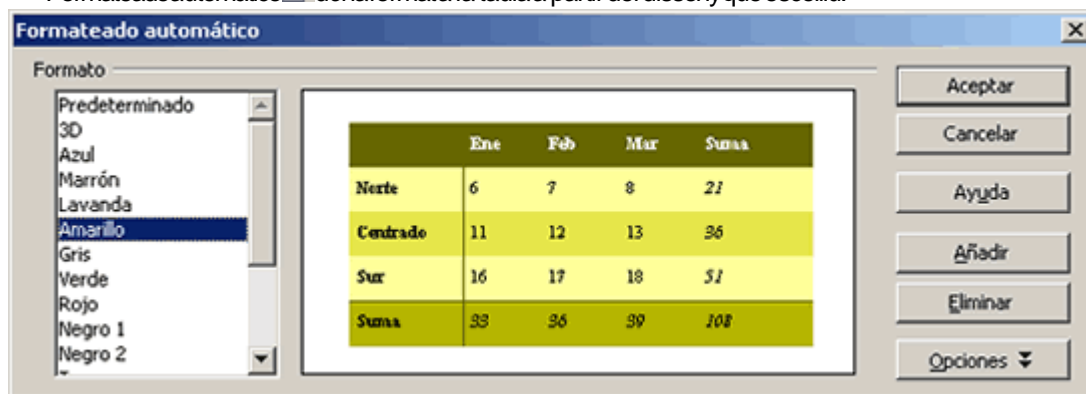 Formateado automático
Formato
Predeterminado
3D
Azul
Marrón
Lavanda
Amarillo
Gris
Verde
Rojo
Negro 1
Negro 2
Ene Feb Mar Suma
Norte 6 7 8 21
Centrado 11 12 13 36
Sur 16 17 18 51
Suma 33 36 39 108
Aceptar
Cancelar
Ayuda
Añadir
Eliminar
Opciones